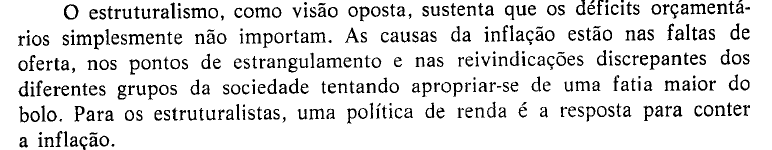 O estruturalismo, como visão oposta, sustenta que os déficits orçamentá-
rios simplesmente não importam. As causas da inflação estão nas faltas de
oferta, nos pontos de estrangulamento e nas reivindicações discrepantes dos
diferentes grupos da sociedade tentando apropriar-se de uma fatia maior do
bolo. Para os estruturalistas, uma política de renda é a resposta para conter
a inflação.